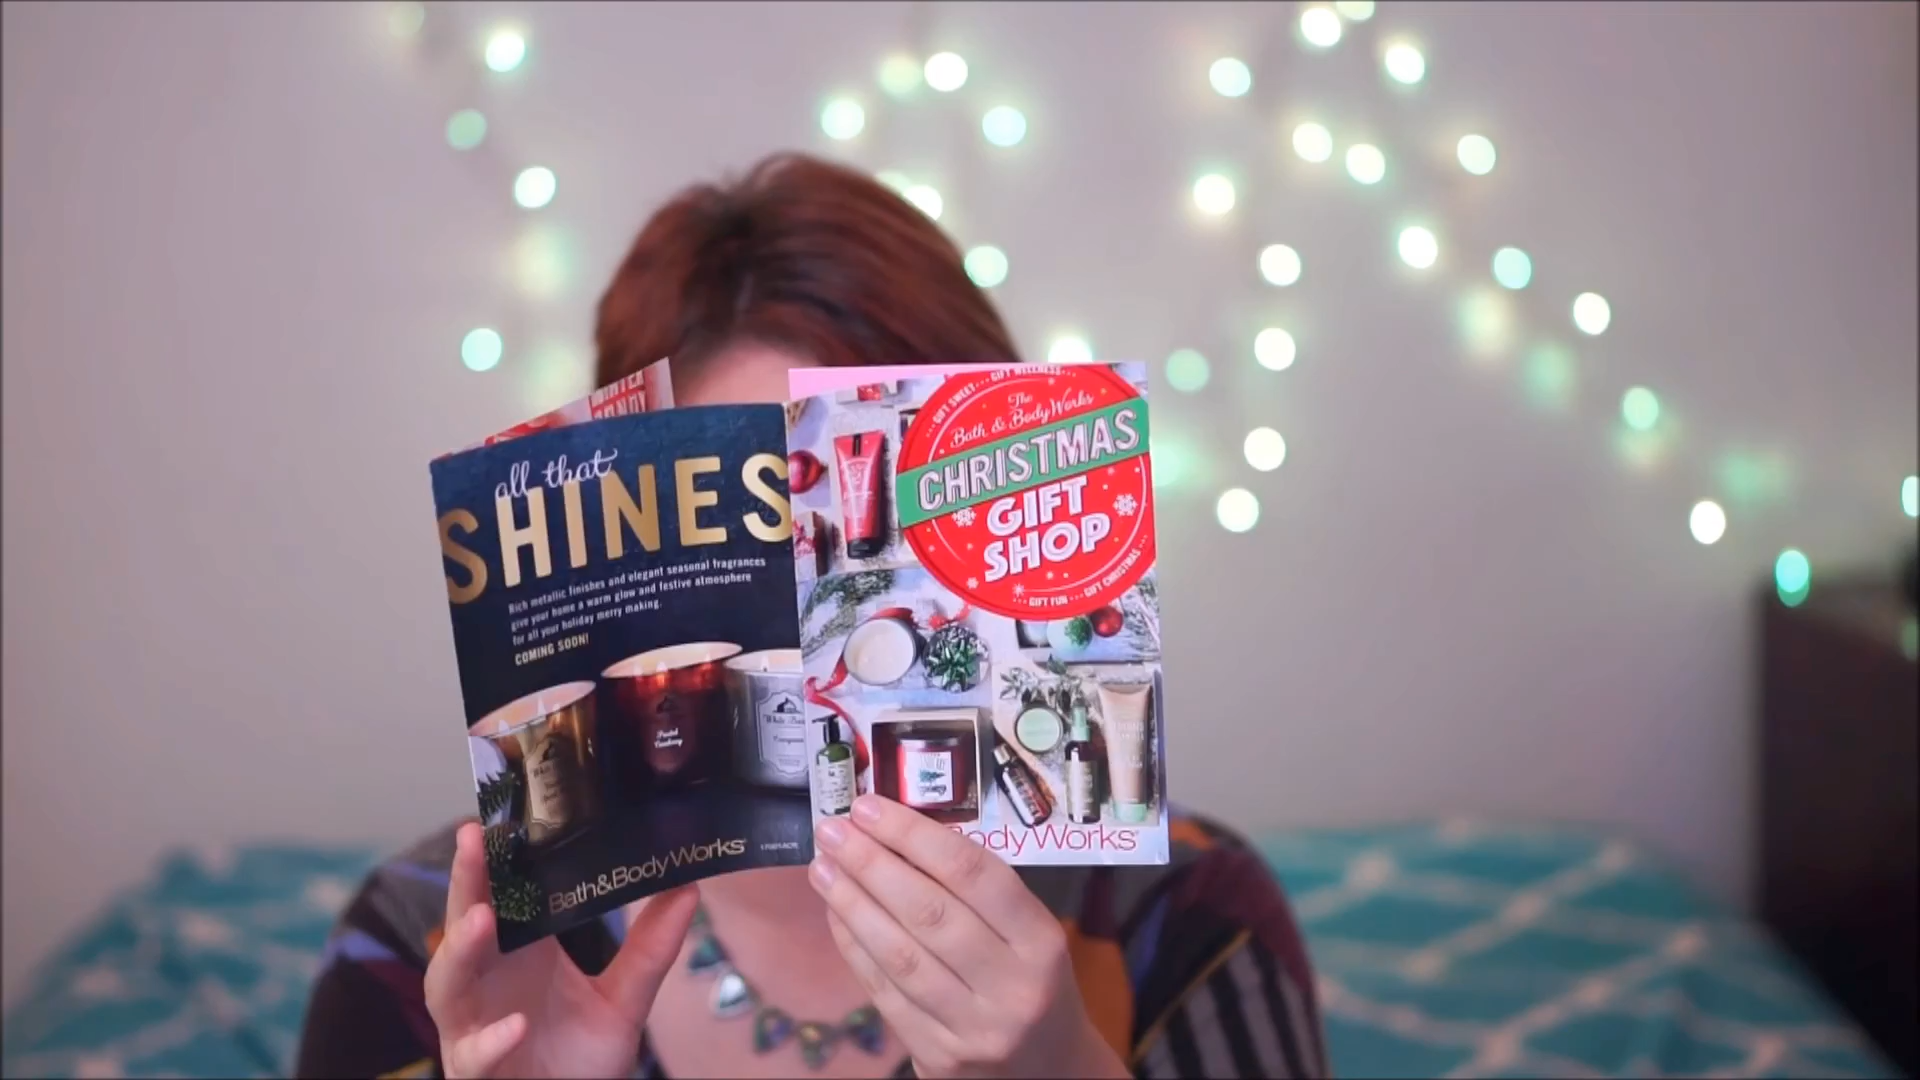 all that
SHINES
Rich metallic finishes and elegant seasonal fragrances
give your home a warm glow and festive atmosphere
for all your holiday merry making.
COMING SOON!
Bath&BodyWorks
GIFT SWEET · · · GIFT WELLNESS · · ·
The
Bath & Body Works
CHRISTMAS
GIFT
SHOP
· · · GIFT FUN · · · GIFT CHRISTMAS
BodyWorks